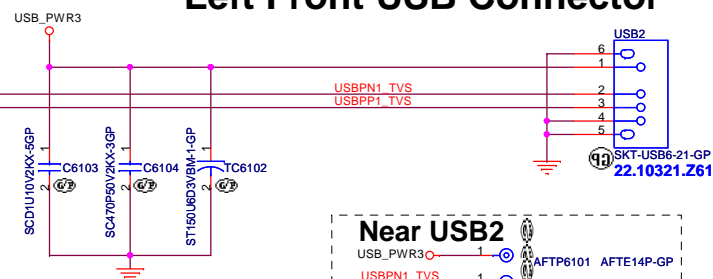 Left Front USB Connector
USB_PWR3
USB2
6
1
USBPN1_TVS
2
USBPP1_TVS
3
4
5
SCD1U10V2KX-5GP
1
2
C6103
SC470P50V2KX-3GP
1
2
C6104
ST150U6D3VBM-1-GP
1
2
TC6102
SKT-USB6-21-GP
22.10321.Z61
Near USB2
USB_PWR3
1
AFTP6101 AFTE14P-GP
USBPN1_TVS
1